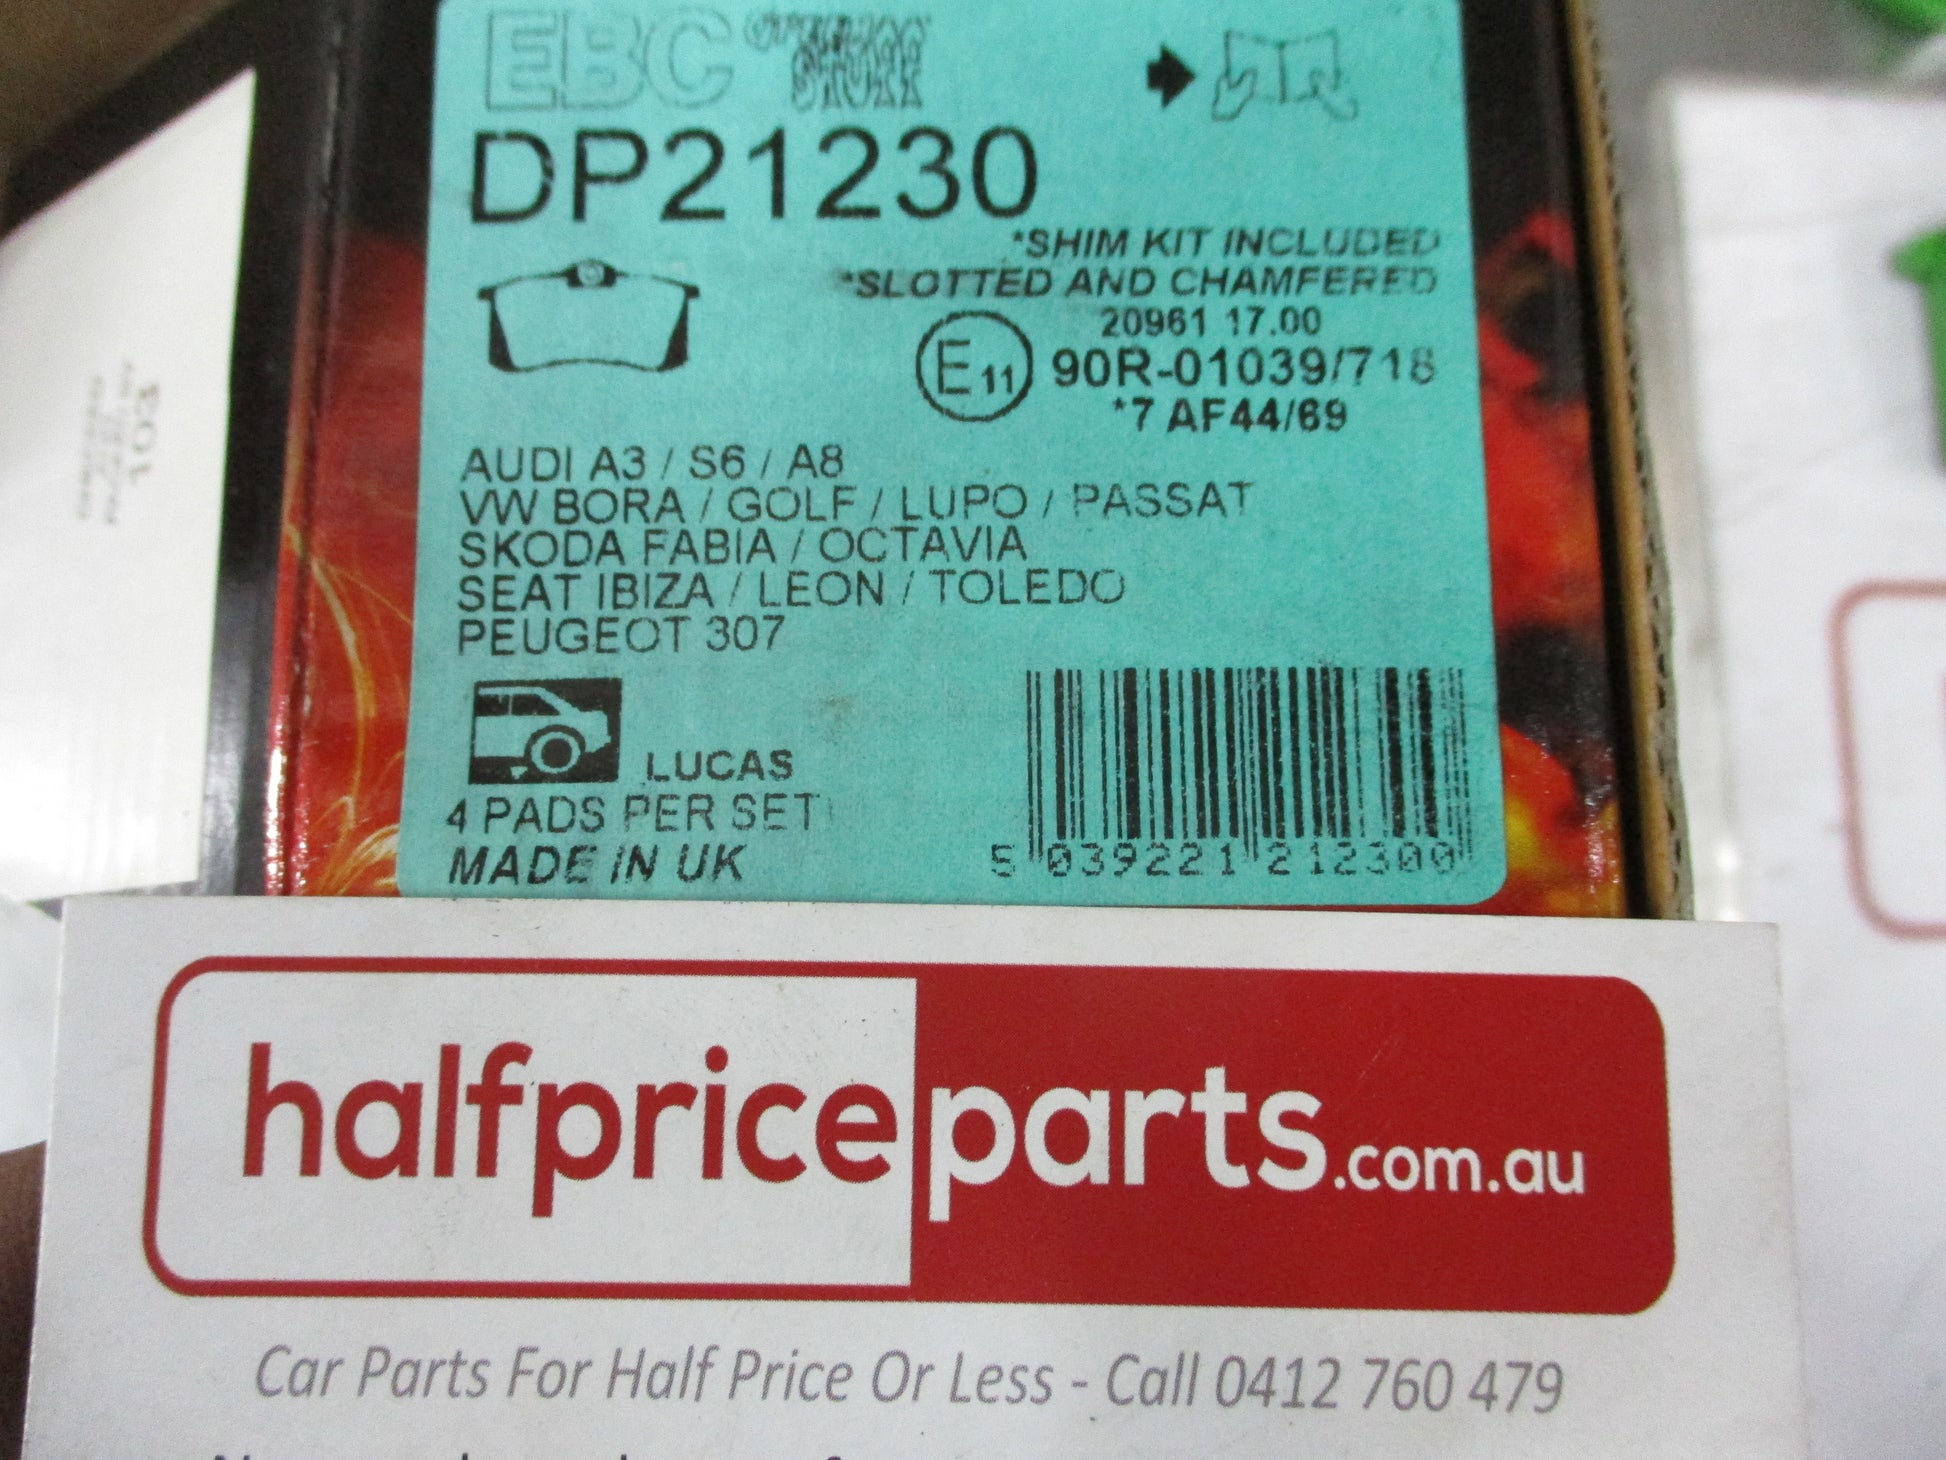 EBC GREENSTUFF
DP21230
*SHIM KIT INCLUDED
*SLOTTED AND CHAMFERED
20961 17.00
E11 90R-01039/718
*7 AF44/69
AUDI A3 / S6 / A8
VW BORA / GOLF / LUPO / PASSAT
SKODA FABIA / OCTAVIA
SEAT IBIZA / LEON / TOLEDO
PEUGEOT 307
LUCAS
4 PADS PER SET
MADE IN UK
5 039221 212300
halfpriceparts.com.au
Car Parts For Half Price Or Less - Call 0412 760 479